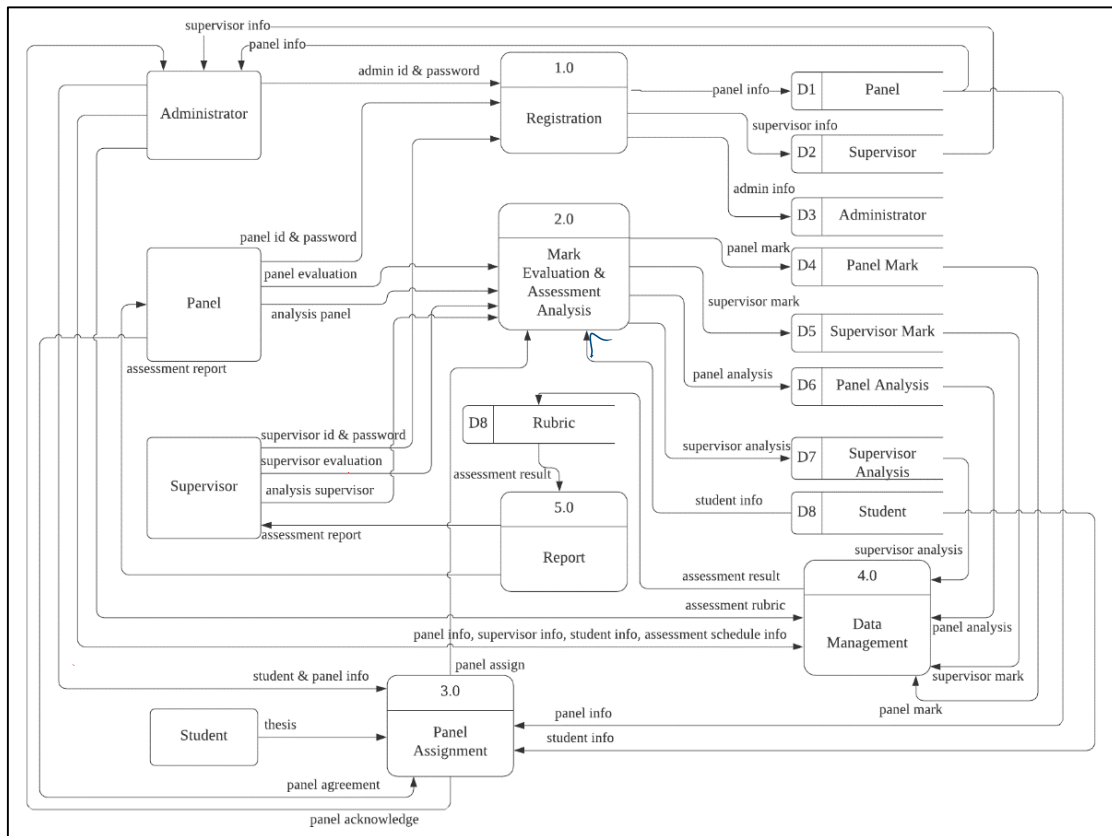 supervisor info
panel info
admin id & password
1.0
Registration
panel info
D1
Panel
Administrator
supervisor info
D2
Supervisor
admin info
D3
Administrator
2.0
Mark
Evaluation &
Assessment
Analysis
panel id & password
panel evaluation
analysis panel
Panel
panel mark
D4
Panel Mark
supervisor mark
D5
Supervisor Mark
assessment report
panel analysis
D6
Panel Analysis
D8
Rubric
supervisor id & password
supervisor evaluation
analysis supervisor
Supervisor
supervisor analysis
D7
Supervisor
Analysis
assessment result
student info
D8
Student
5.0
Report
assessment report
supervisor analysis
assessment result
4.0
Data
Management
assessment rubric
panel analysis
panel info, supervisor info, student info, assessment schedule info
panel assign
supervisor mark
student & panel info
3.0
Panel
Assignment
panel mark
panel info
Student
thesis
student info
panel agreement
panel acknowledge